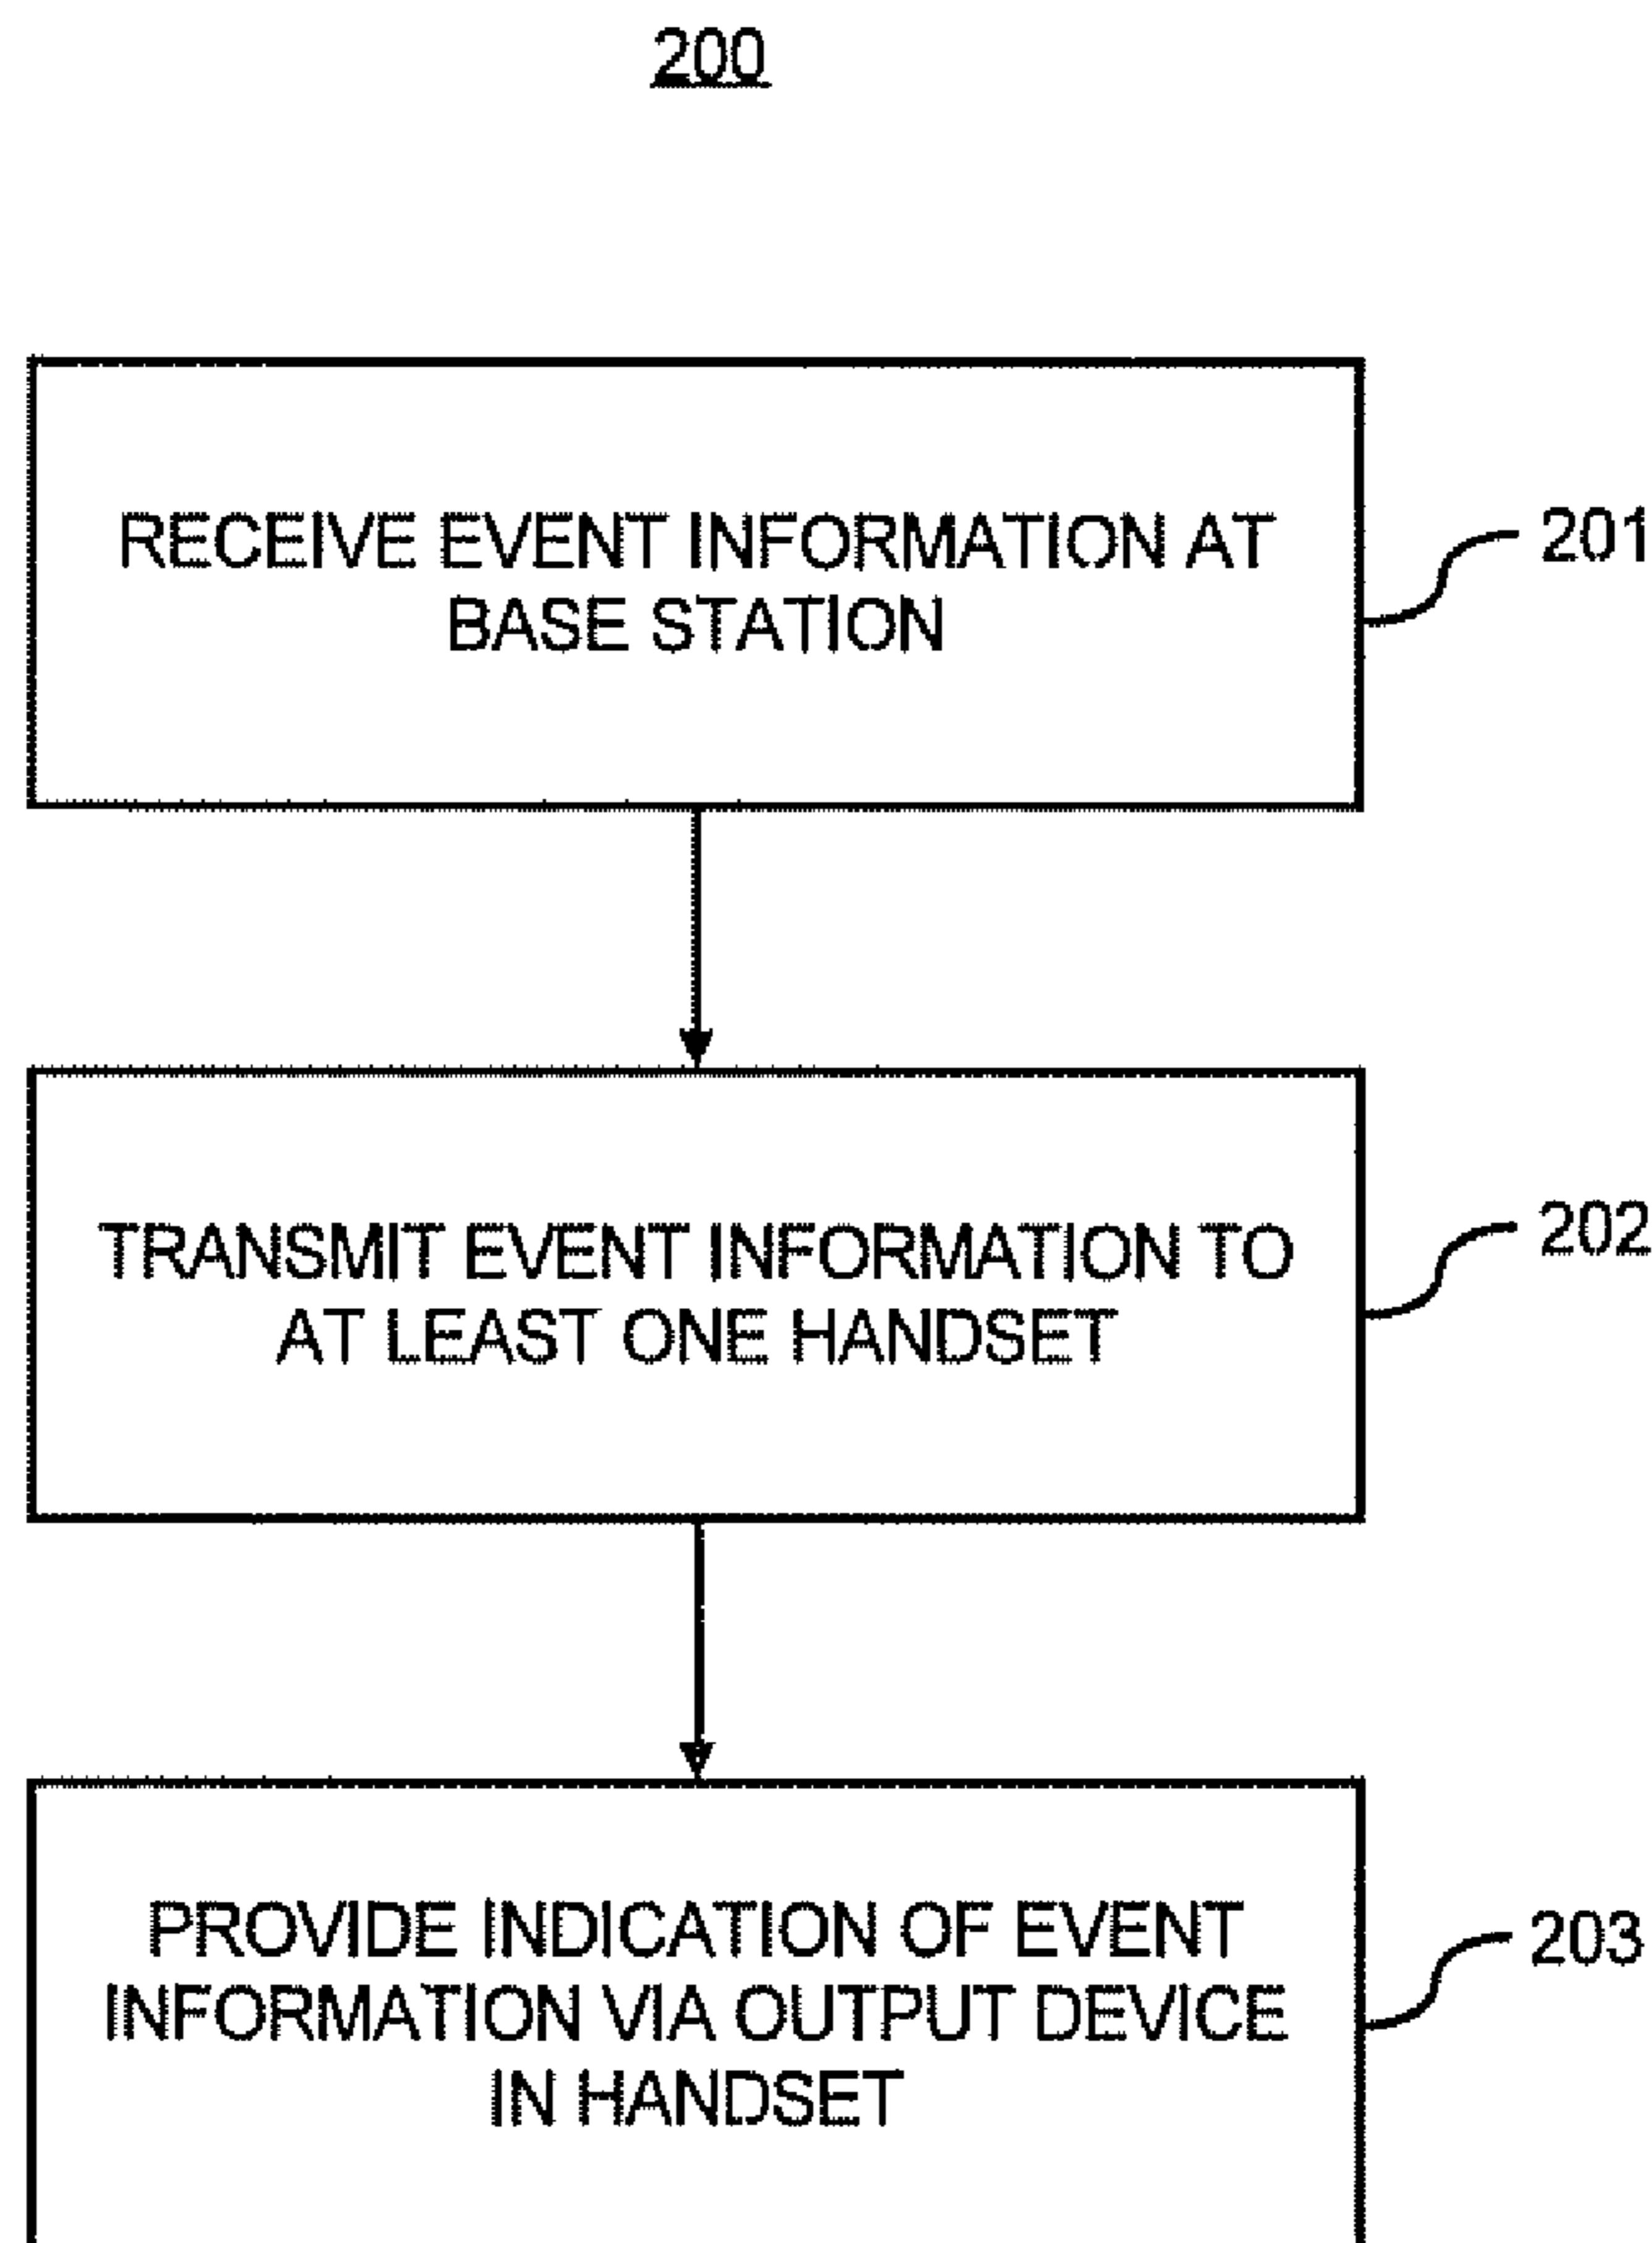 200
RECEIVE EVENT INFORMATION AT
BASE STATION
201
TRANSMIT EVENT INFORMATION TO
AT LEAST ONE HANDSET
202
PROVIDE INDICATION OF EVENT
INFORMATION VIA OUTPUT DEVICE
IN HANDSET
203